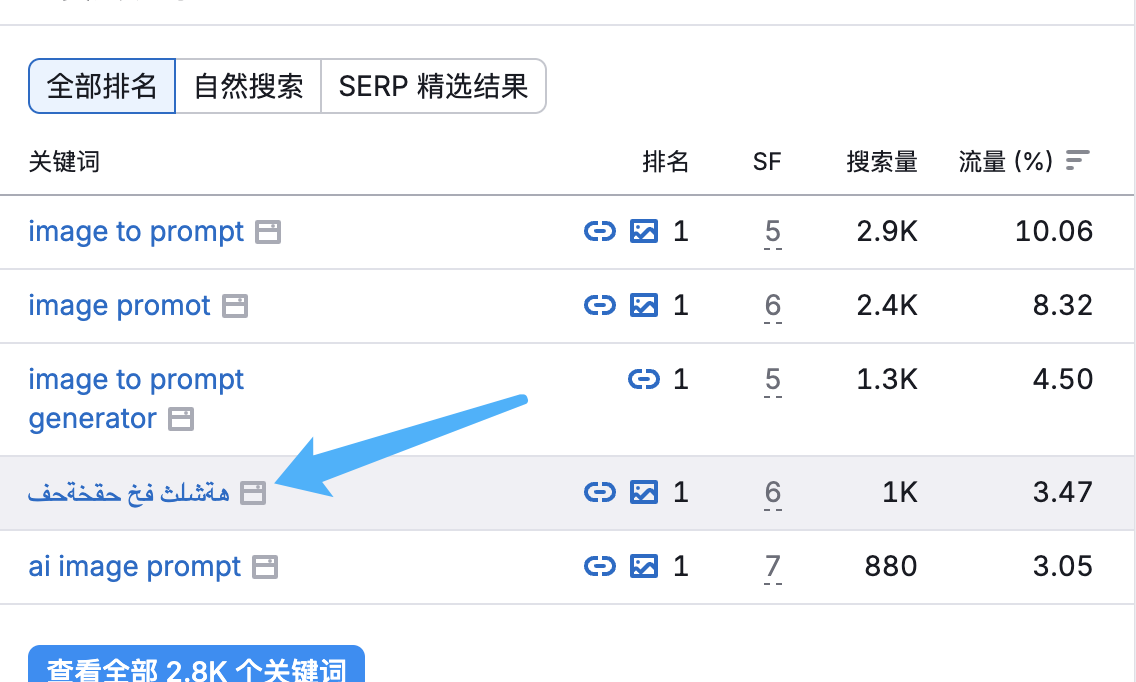 全部排名 自然搜索 SERP 精选结果
关键词 排名 SF 搜索量 流量 (%)
image to prompt 1 5 2.9K 10.06
image promot 1 6 2.4K 8.32
image to prompt 1 5 1.3K 4.50
generator
هةشلث فخ حقخةحف 1 6 1K 3.47
ai image prompt 1 7 880 3.05
查看全部 2.8K 个关键词